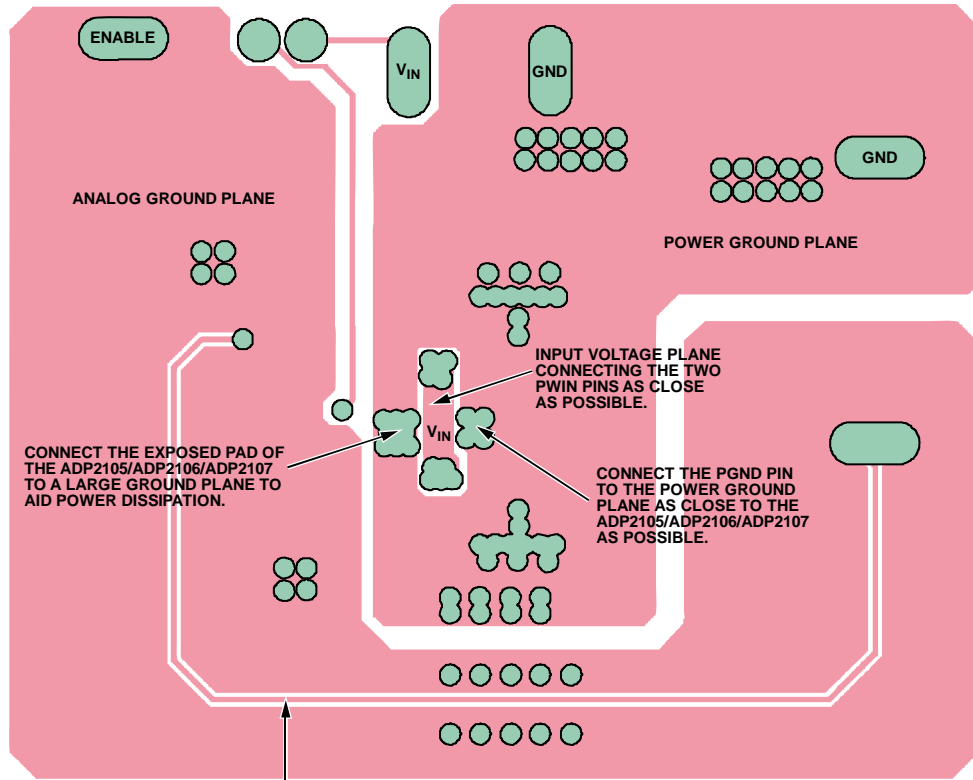 ENABLE
VIN
GND
GND
ANALOG GROUND PLANE
POWER GROUND PLANE
INPUT VOLTAGE PLANE
CONNECTING THE TWO
PWIN PINS AS CLOSE
AS POSSIBLE.
VIN
CONNECT THE EXPOSED PAD OF
THE ADP2105/ADP2106/ADP2107
TO A LARGE GROUND PLANE TO
AID POWER DISSIPATION.
CONNECT THE PGND PIN
TO THE POWER GROUND
PLANE AS CLOSE TO THE
ADP2105/ADP2106/ADP2107
AS POSSIBLE.